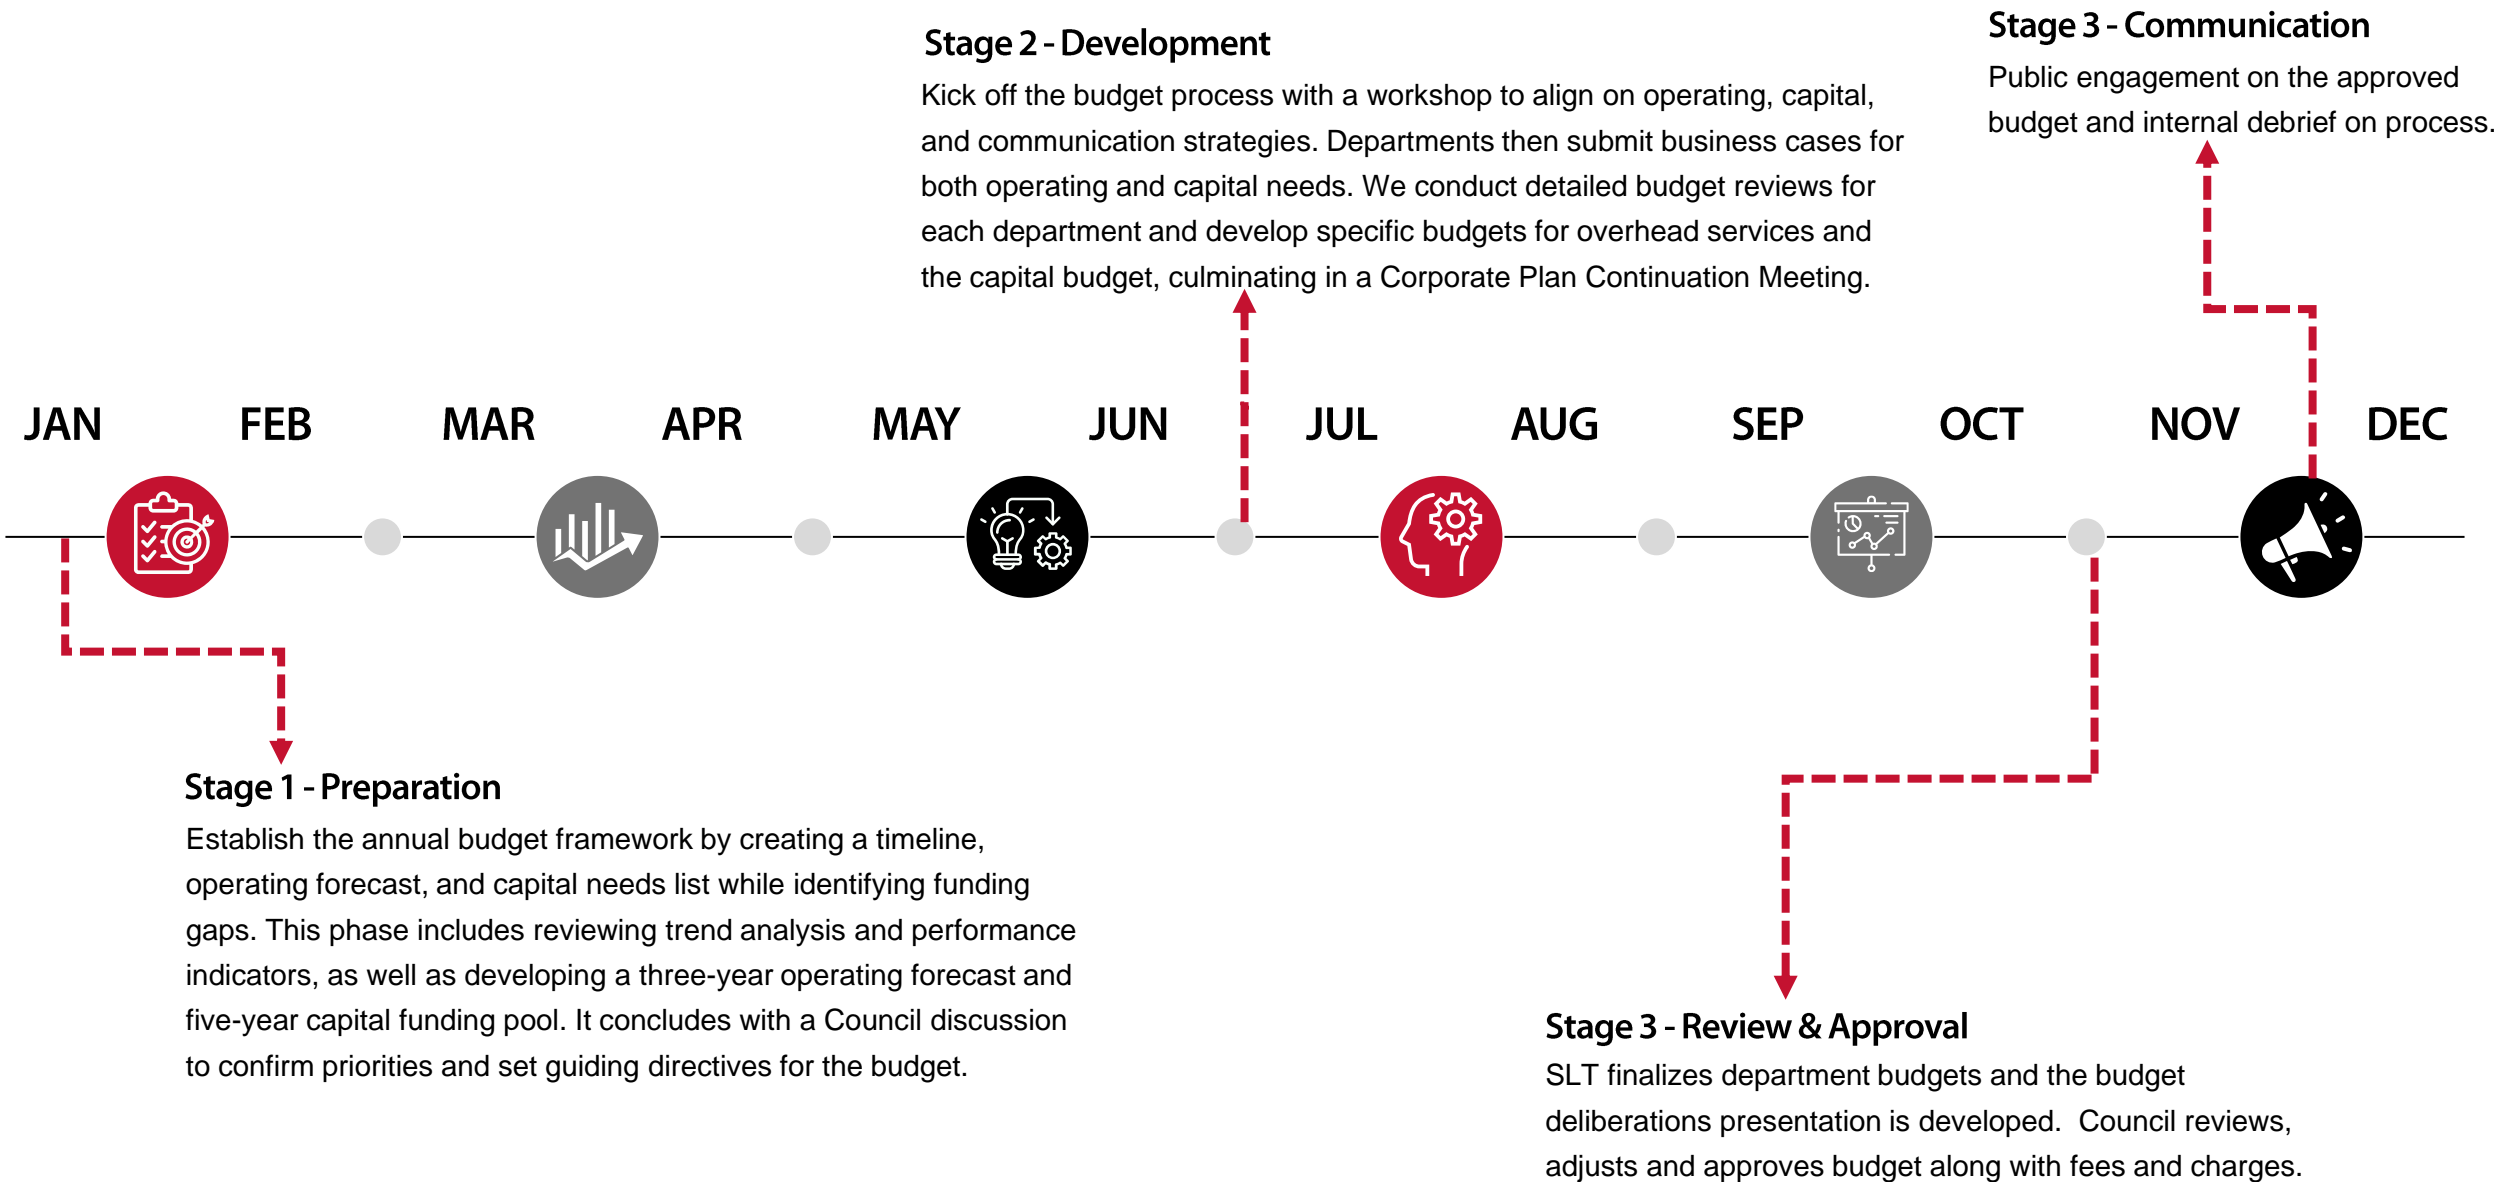 Stage 2 - Development
Kick off the budget process with a workshop to align on operating, capital,
and communication strategies. Departments then submit business cases for
both operating and capital needs. We conduct detailed budget reviews for
each department and develop specific budgets for overhead services and
the capital budget, culminating in a Corporate Plan Continuation Meeting.
Stage 3 - Communication
Public engagement on the approved
budget and internal debrief on process.
JAN FEB MAR APR MAY JUN JUL AUG SEP OCT NOV DEC
Stage 1 - Preparation
Establish the annual budget framework by creating a timeline,
operating forecast, and capital needs list while identifying funding
gaps. This phase includes reviewing trend analysis and performance
indicators, as well as developing a three-year operating forecast and
five-year capital funding pool. It concludes with a Council discussion
to confirm priorities and set guiding directives for the budget.
Stage 3 - Review & Approval
SLT finalizes department budgets and the budget
deliberations presentation is developed.  Council reviews,
adjusts and approves budget along with fees and charges.